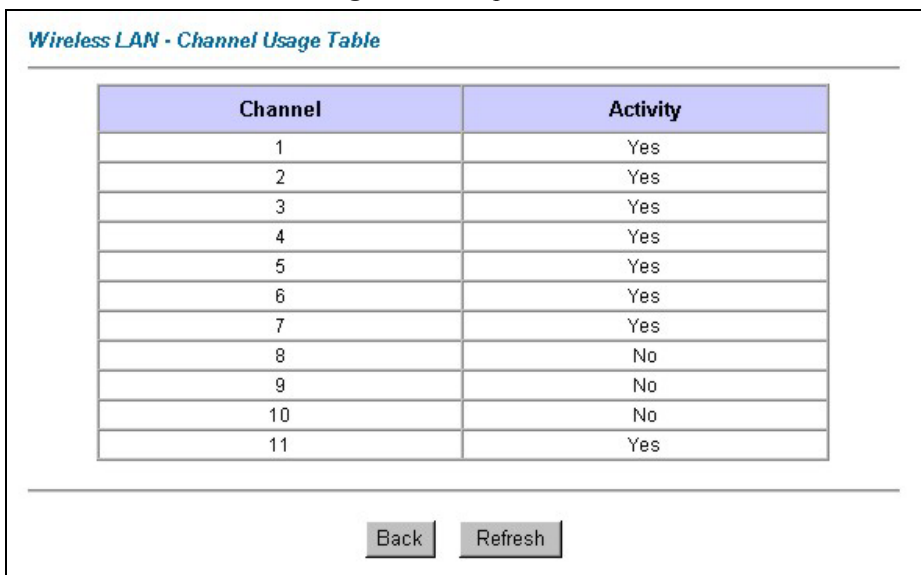 Wireless LAN - Channel Usage Table
Channel Activity
1 Yes
2 Yes
3 Yes
4 Yes
5 Yes
6 Yes
7 Yes
8 No
9 No
10 No
11 Yes
Back Refresh